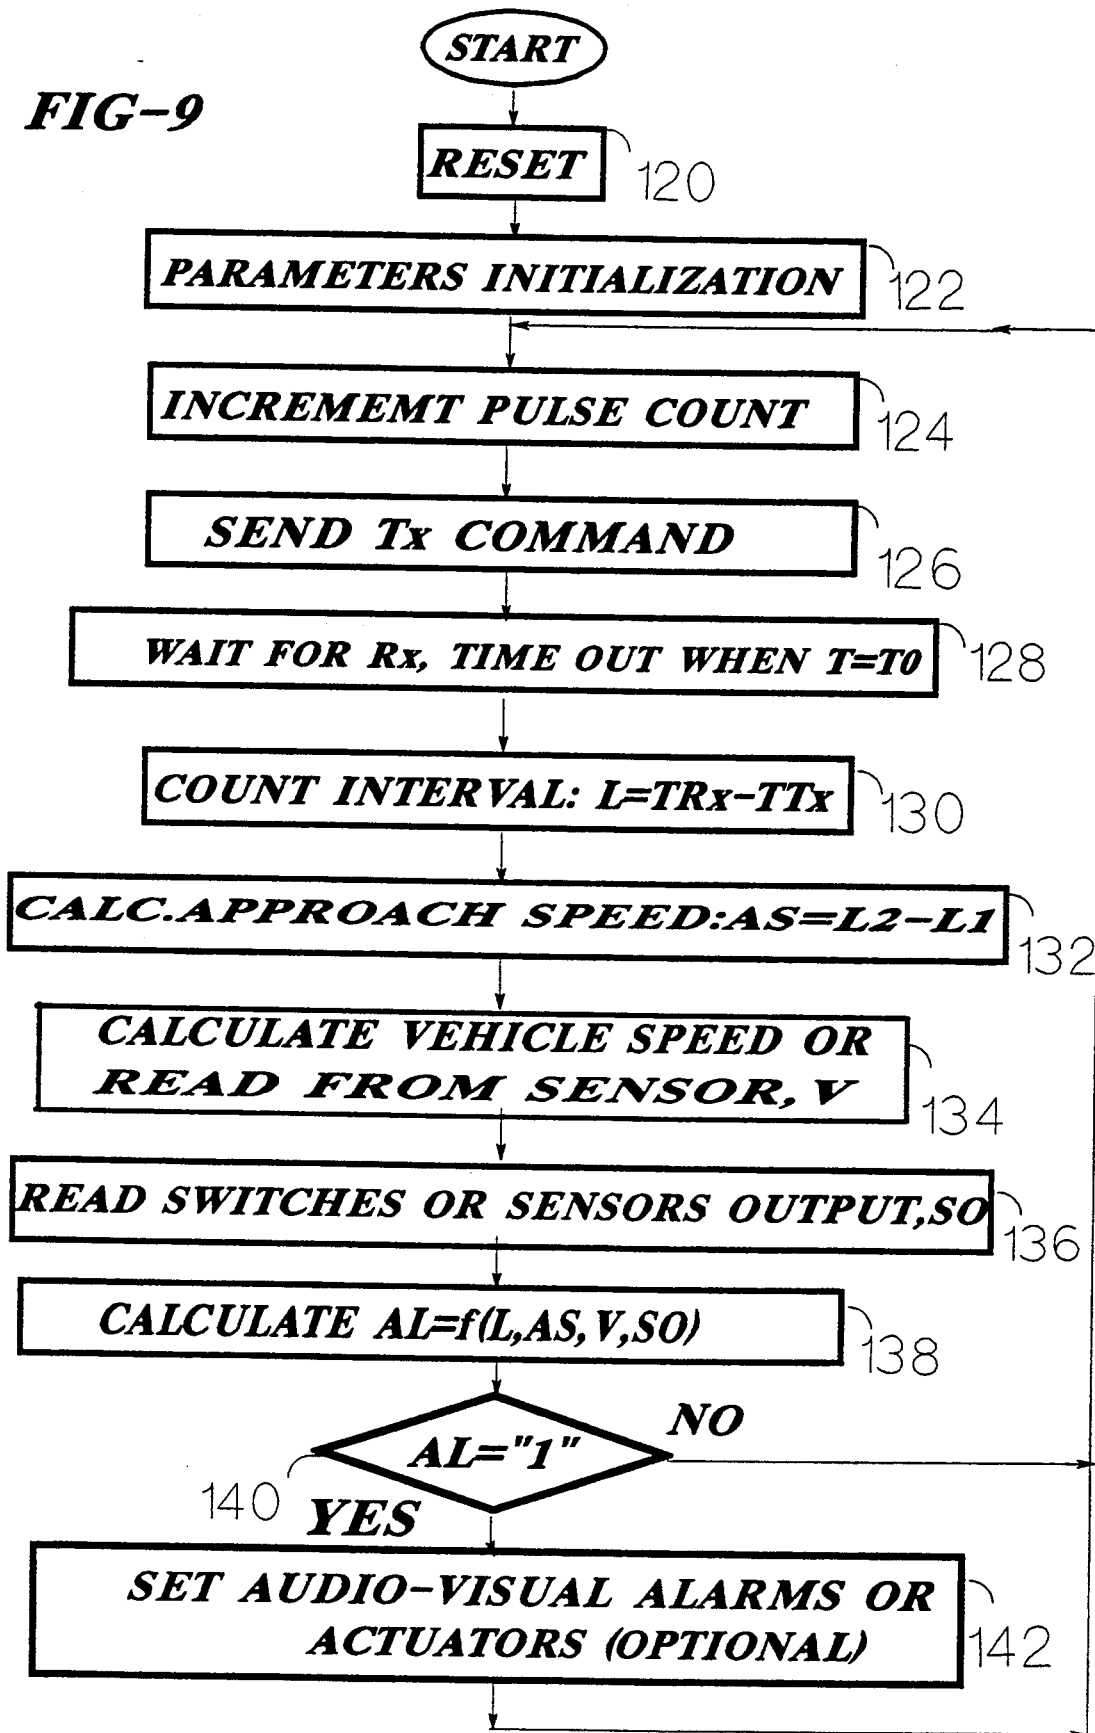 START
FIG-9
RESET
120
PARAMETERS INITIALIZATION
122
INCREMEMT PULSE COUNT
124
SEND Tx COMMAND
126
WAIT FOR Rx, TIME OUT WHEN T=T0
128
COUNT INTERVAL: L=TRx-TTx
130
CALC.APPROACH SPEED:AS=L2-L1
132
CALCULATE VEHICLE SPEED OR
READ FROM SENSOR, V
134
READ SWITCHES OR SENSORS OUTPUT,SO
136
CALCULATE AL=f(L,AS,V,SO)
138
NO
AL="1"
140
YES
SET AUDIO-VISUAL ALARMS OR
ACTUATORS (OPTIONAL)
142